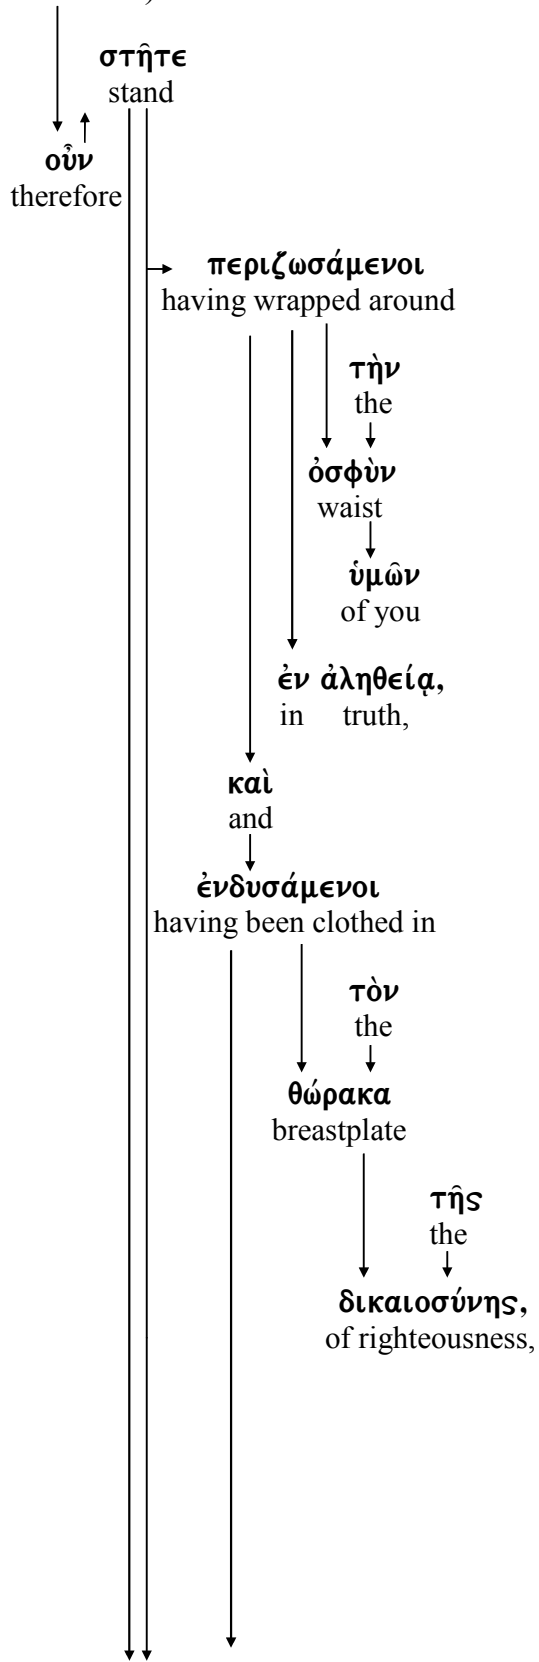 στῆτε
stand
οὖν
therefore
περιζωσάμενοι
having wrapped around
τὴν
the
ὀσφὺν
waist
ὑμῶν
of you
ἐν ἀληθείᾳ,
in truth,
καὶ
and
ἐνδυσάμενοι
having been clothed in
τὸν
the
θώρακα
breastplate
τῆς
the
δικαιοσύνης,
of righteousness,